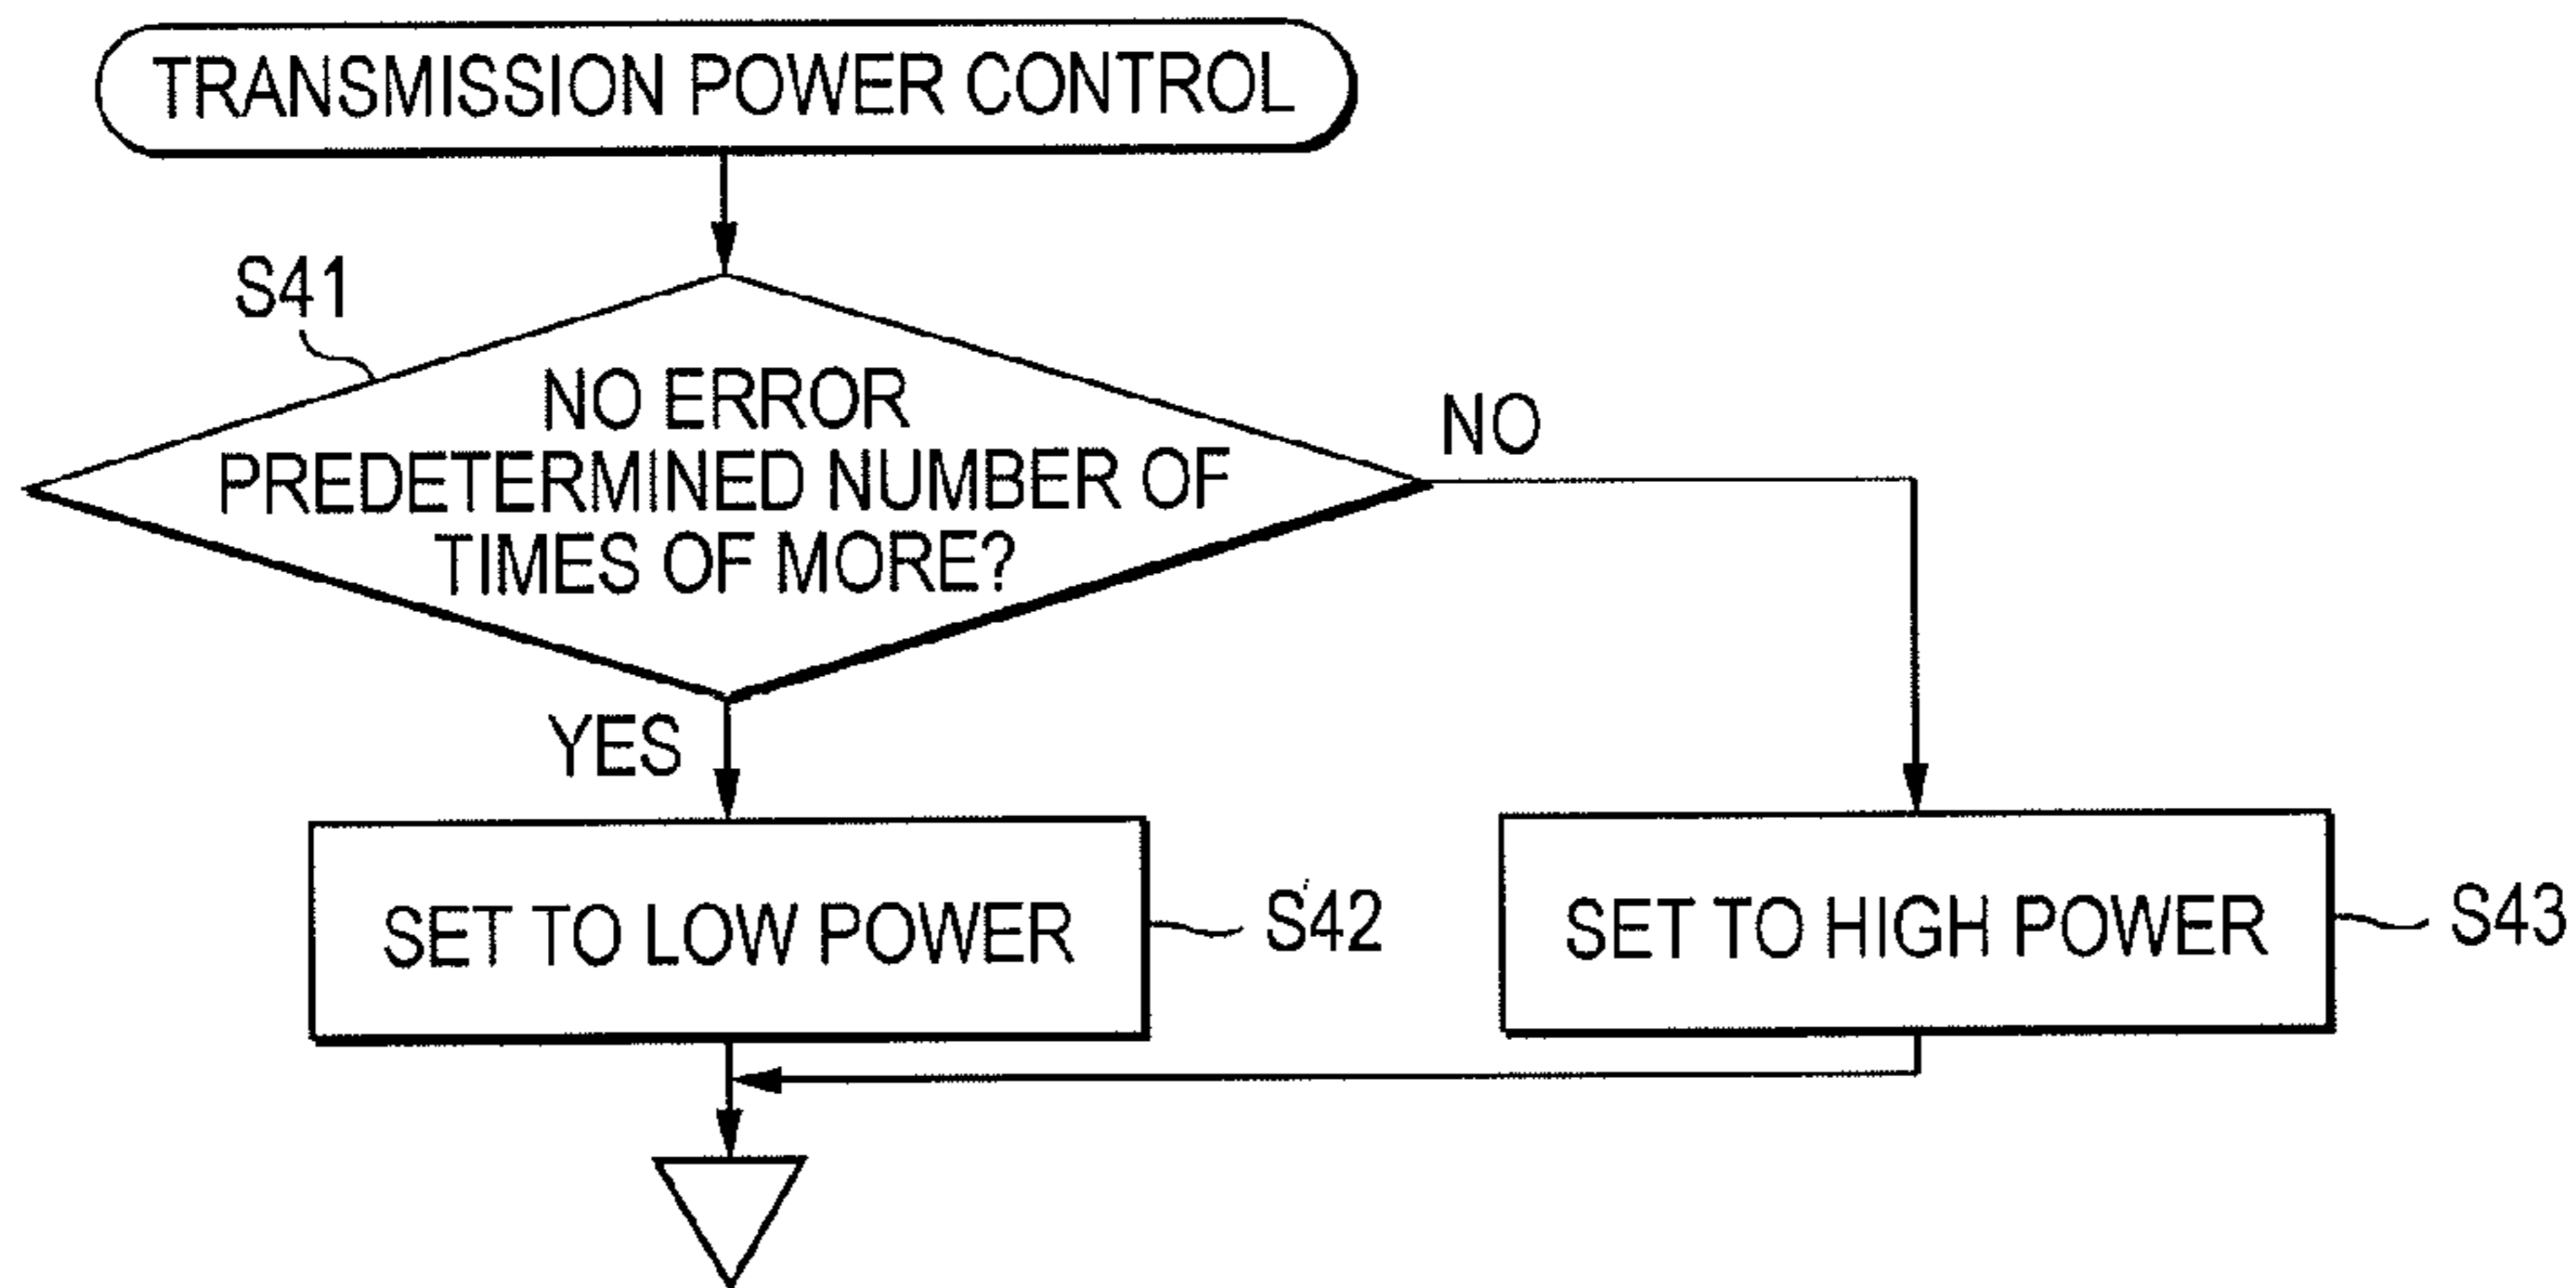 TRANSMISSION POWER CONTROL
S41
NO ERROR
PREDETERMINED NUMBER OF
TIMES OF MORE?
NO
YES
SET TO LOW POWER
S42
SET TO HIGH POWER
S43